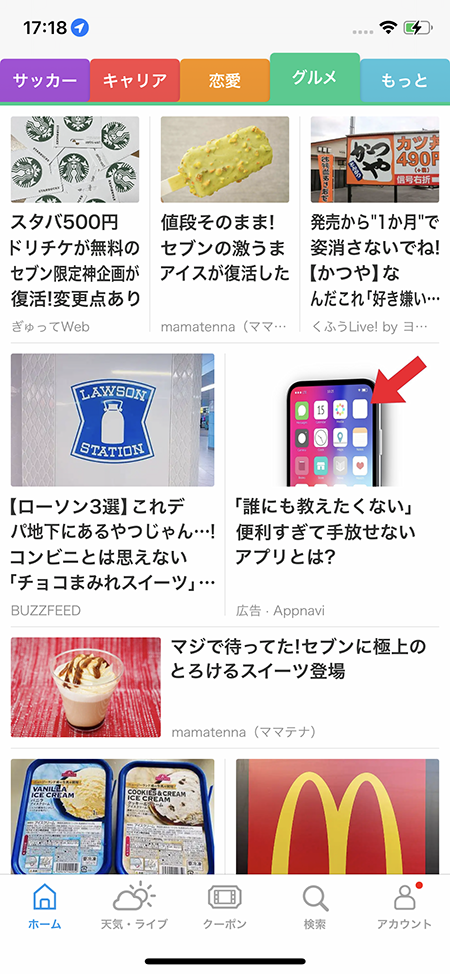 17:18
サッカー
キャリア
恋愛
グルメ
もっと
カツ丼
490円
(+税)
かつや
信号右折
スタバ500円
ドリチケが無料の
セブン限定神企画が
復活!変更点あり
ぎゅってWeb
値段そのまま!
セブンの激うま
アイスが復活した
mamatenna（ママ…
発売から"1か月"で
姿消さないでね!
【かつや】な
んだこれ「好き嫌い…
くふうLive! by ヨ…
LAWSON
STATION
【ローソン3選】これデ
パ地下にあるやつじゃん…!
コンビニとは思えない
「チョコまみれスイーツ」…
BUZZFEED
「誰にも教えたくない」
便利すぎて手放せない
アプリとは?
広告・Appnavi
マジで待ってた!セブンに極上の
とろけるスイーツ登場
mamatenna（ママテナ）
VANILLA
ICE CREAM
バニラ
COOKIES&CREAM
ICE CREAM
ホーム
天気・ライブ
クーポン
検索
アカウント